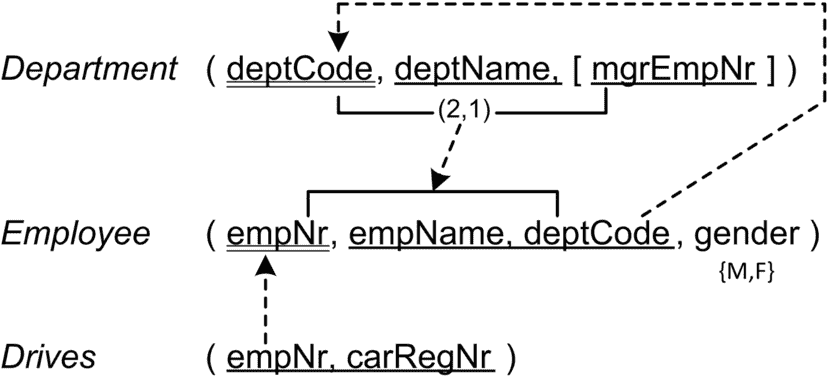 Department ( deptCode, deptName, [ mgrEmpNr ] )
(2,1)
Employee ( empNr, empName, deptCode, gender )
{M,F}
Drives ( empNr, carRegNr )